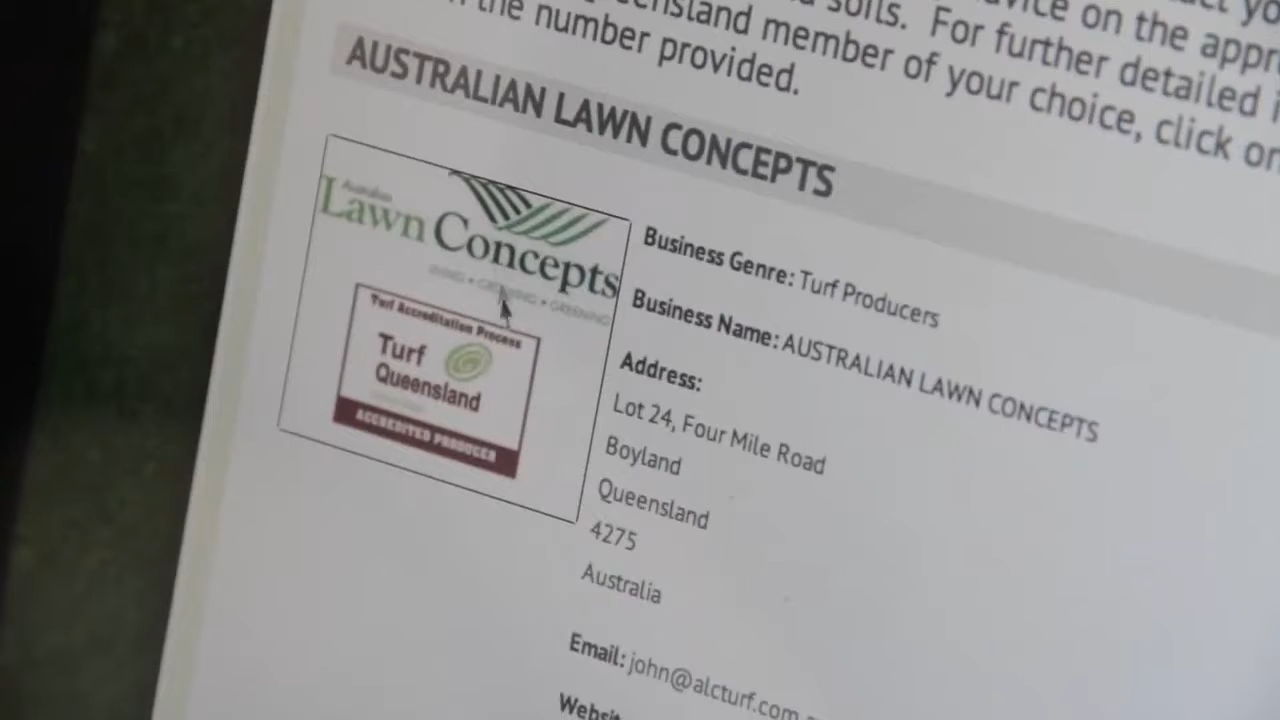 vice on the
soils. For further detailed
member of your choice, click on
the number provided.
AUSTRALIAN LAWN CONCEPTS
Australian
Lawn Concepts
GREENING
Turf Accreditation Process
Turf
Queensland
ACCREDITED PRODUCER
Business Genre: Turf Producers
Business Name: AUSTRALIAN LAWN CONCEPTS
Address:
Lot 24, Four Mile Road
Boyland
Queensland
4275
Australia
Email: john@alcturf.com